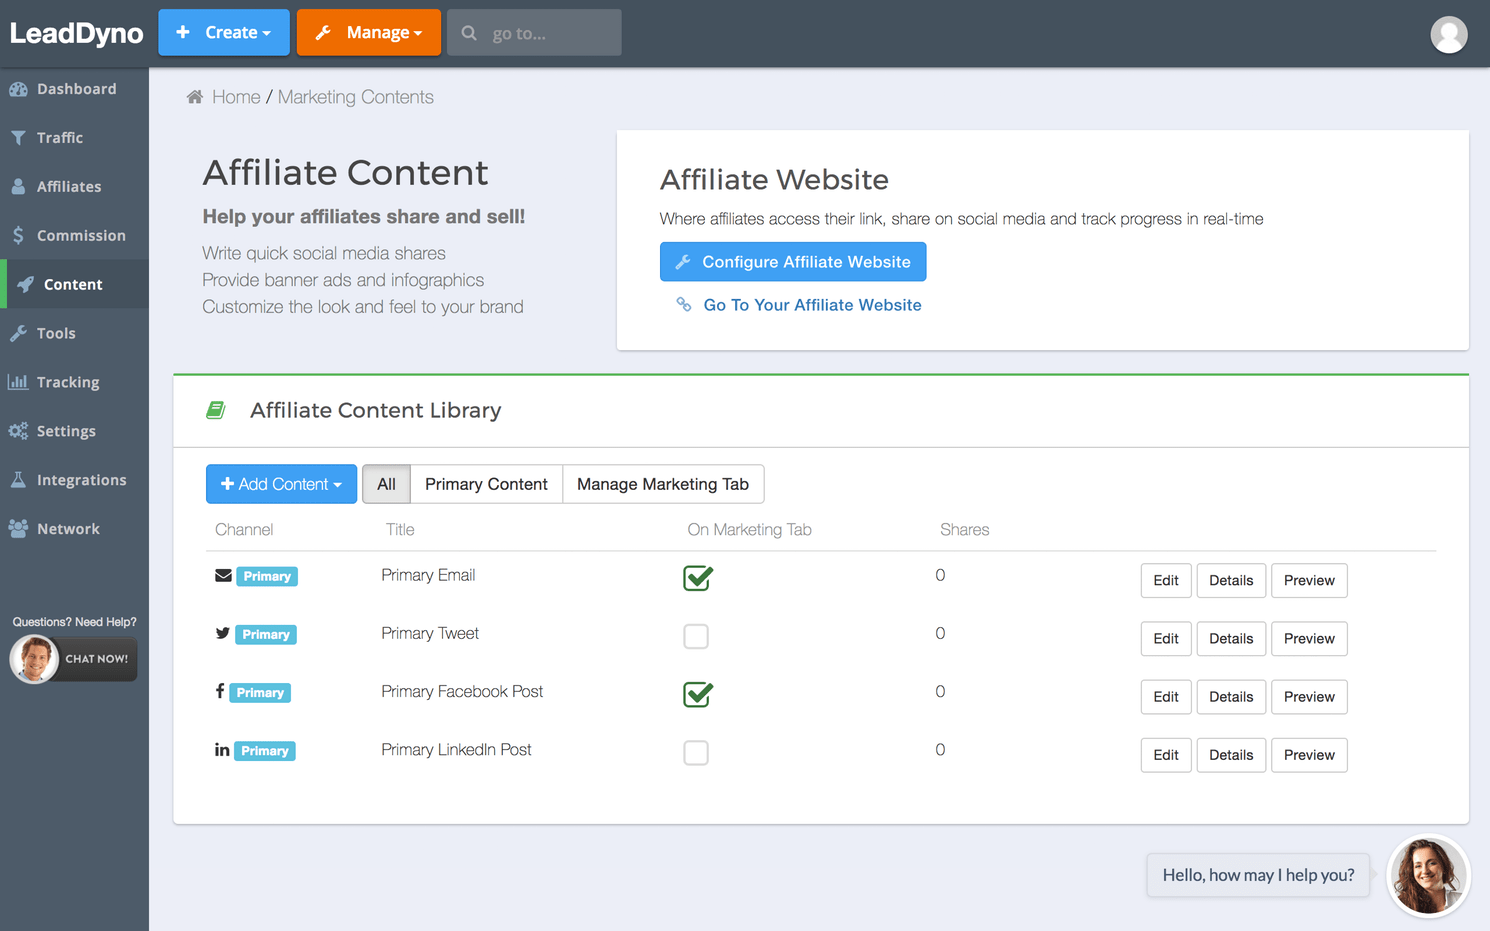 LeadDyno
Create
Manage
go to...
Dashboard
Traffic
Affiliates
Commission
Content
Tools
Tracking
Settings
Integrations
Network
Questions? Need Help?
CHAT NOW!
Home / Marketing Contents
Affiliate Content
Help your affiliates share and sell!
Write quick social media shares
Provide banner ads and infographics
Customize the look and feel to your brand
Affiliate Website
Where affiliates access their link, share on social media and track progress in real-time
Configure Affiliate Website
Go To Your Affiliate Website
Affiliate Content Library
Add Content All Primary Content Manage Marketing Tab
Channel Title On Marketing Tab Shares
Primary Primary Email 0 Edit Details Preview
Primary Primary Tweet 0 Edit Details Preview
Primary Primary Facebook Post 0 Edit Details Preview
Primary Primary LinkedIn Post 0 Edit Details Preview
Hello, how may I help you?